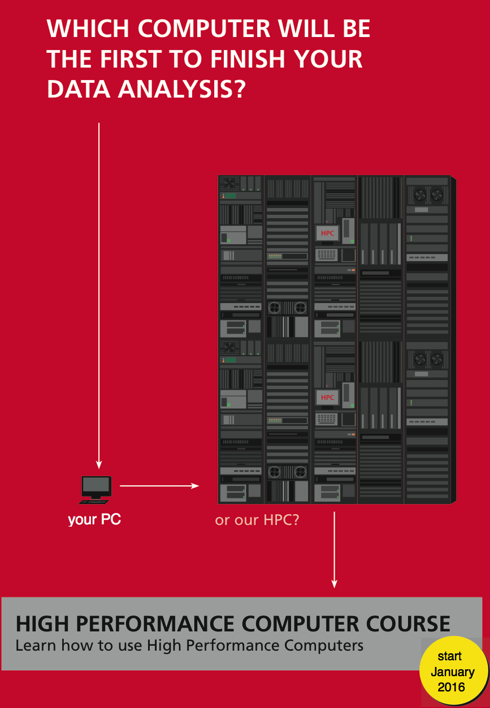 WHICH COMPUTER WILL BE
THE FIRST TO FINISH YOUR
DATA ANALYSIS?
HPC
HPC
your PC
or our HPC?
HIGH PERFORMANCE COMPUTER COURSE
Learn how to use High Performance Computers
start
January
2016